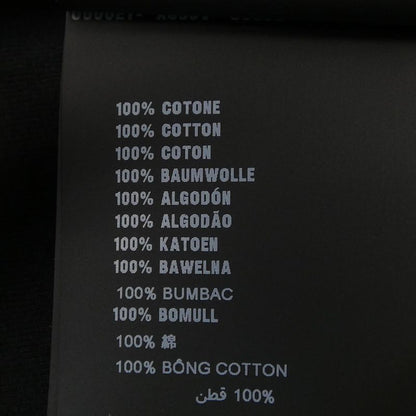 100% COTONE
100% COTTON
100% COTON
100% BAUMWOLLE
100% ALGODÓN
100% ALGODÃO
100% KATOEN
100% BAWELNA
100% BUMBAC
100% BOMULL
100% 綿
100% BÔNG COTTON
100% قطن